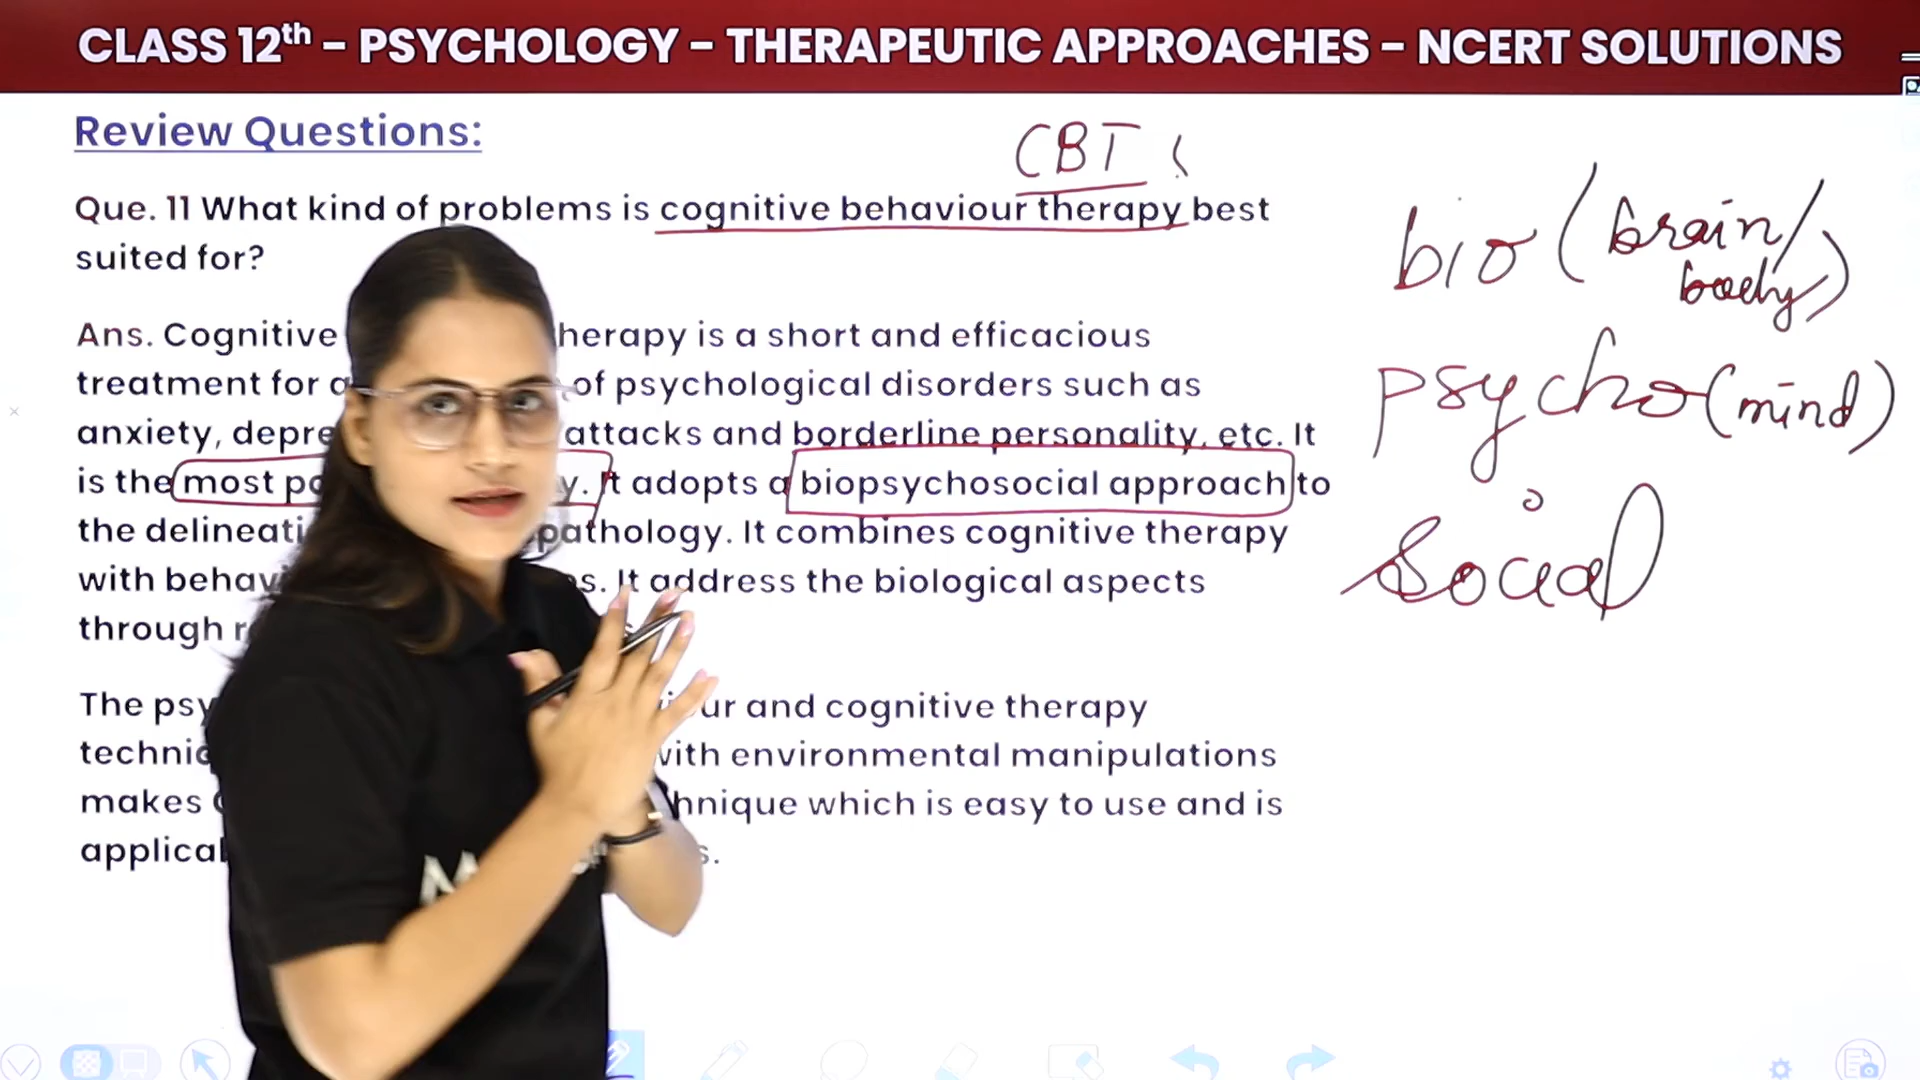 CLASS 12th – PSYCHOLOGY – THERAPEUTIC APPROACHES – NCERT SOLUTIONS
Review Questions:
CBT
Que. 11 What kind of problems is cognitive behaviour therapy best
suited for?
Ans. Cognitive herapy is a short and efficacious
treatment for of psychological disorders such as
anxiety, depre attacks and borderline personality, etc. It
is the most po y. It adopts a biopsychosocial approach to
the delineati pathology. It combines cognitive therapy
with behavi s. It address the biological aspects
through r
The psy ur and cognitive therapy
techniq with environmental manipulations
makes hnique which is easy to use and is
applicab s.
bio (brain/
body)
psycho (mind)
social